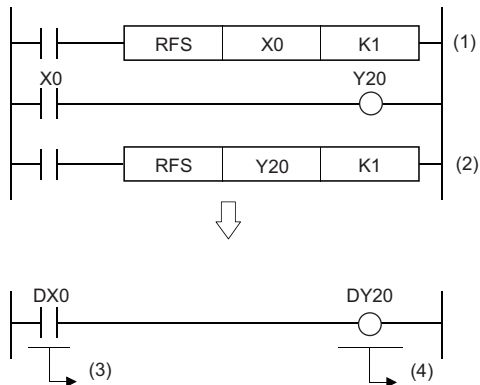 RFS X0 K1 (1)
X0 Y20
RFS Y20 K1 (2)
DX0 DY20
(3) (4)